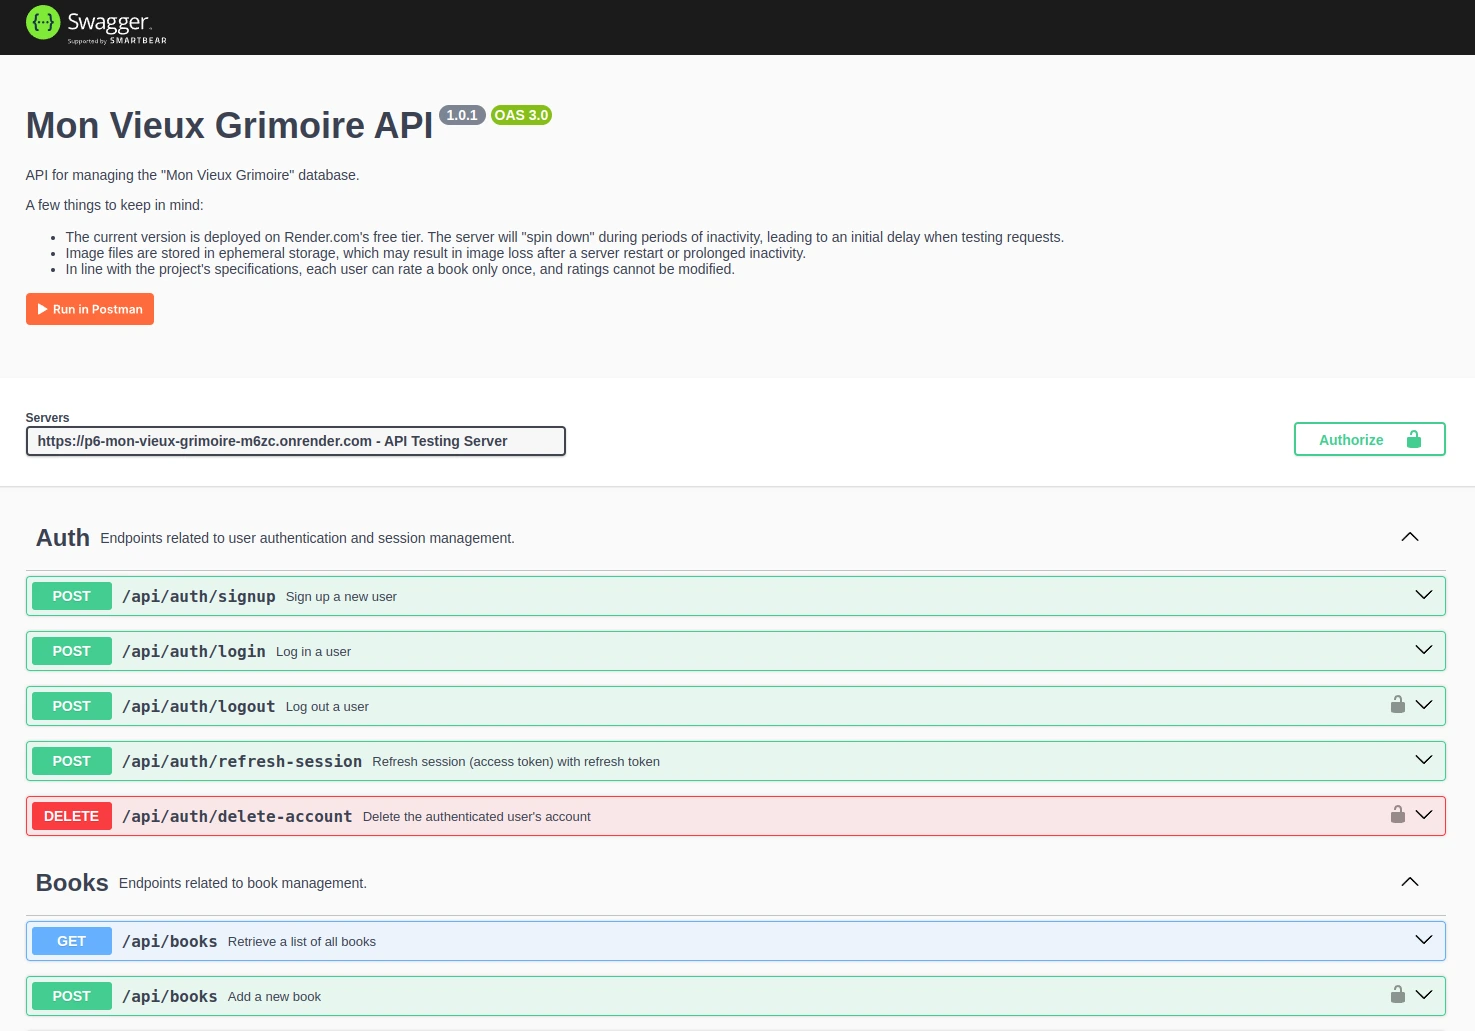 Swagger
Supported by SMARTBEAR
Mon Vieux Grimoire API 1.0.1 OAS 3.0
API for managing the "Mon Vieux Grimoire" database.
A few things to keep in mind:
The current version is deployed on Render.com's free tier. The server will "spin down" during periods of inactivity, leading to an initial delay when testing requests.
Image files are stored in ephemeral storage, which may result in image loss after a server restart or prolonged inactivity.
In line with the project's specifications, each user can rate a book only once, and ratings cannot be modified.
Run in Postman
Servers
https://p6-mon-vieux-grimoire-m6zc.onrender.com - API Testing Server
Authorize
Auth Endpoints related to user authentication and session management.
POST /api/auth/signup Sign up a new user
POST /api/auth/login Log in a user
POST /api/auth/logout Log out a user
POST /api/auth/refresh-session Refresh session (access token) with refresh token
DELETE /api/auth/delete-account Delete the authenticated user's account
Books Endpoints related to book management.
GET /api/books Retrieve a list of all books
POST /api/books Add a new book